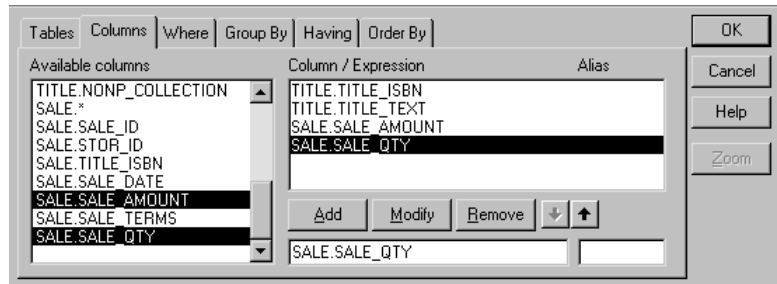 Tables Columns Where Group By Having Order By
OK
Cancel
Help
Zoom
Available columns
TITLE.NONP_COLLECTION
SALE.*
SALE.SALE_ID
SALE.STOR_ID
SALE.TITLE_ISBN
SALE.SALE_DATE
SALE.SALE_AMOUNT
SALE.SALE_TERMS
SALE.SALE_QTY
Column / Expression Alias
TITLE.TITLE_ISBN
TITLE.TITLE_TEXT
SALE.SALE_AMOUNT
SALE.SALE_QTY
Add Modify Remove
SALE.SALE_QTY